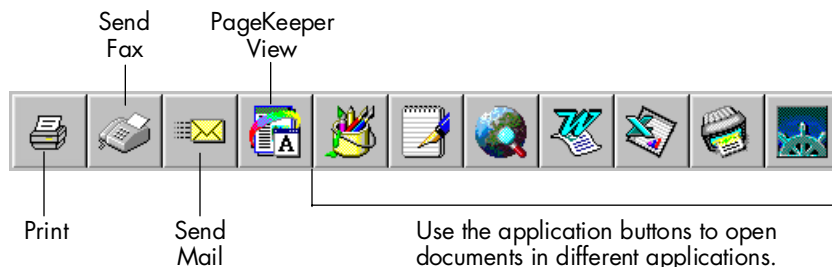 Send
Fax
PageKeeper
View
A
W
X
Print
Send
Mail
Use the application buttons to open
documents in different applications.